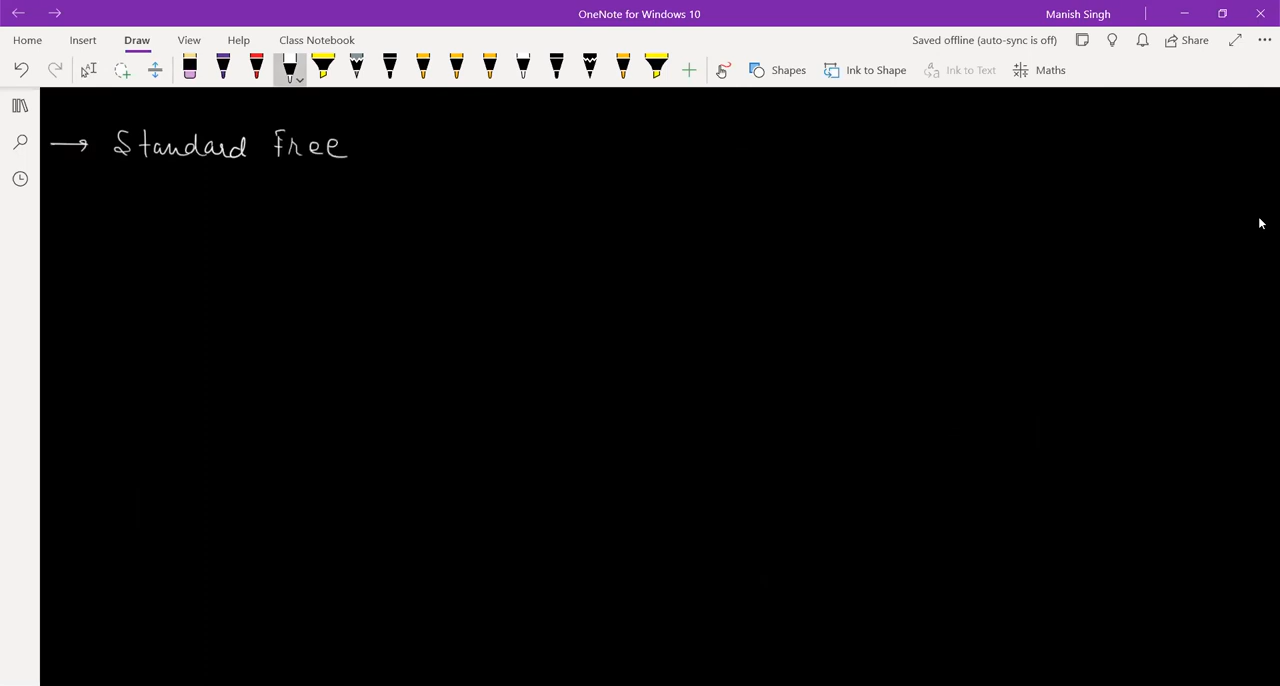 OneNote for Windows 10
Manish Singh
Home Insert Draw View Help Class Notebook
Saved offline (auto-sync is off) Share
Shapes Ink to Shape Ink to Text Maths
→ Standard Free